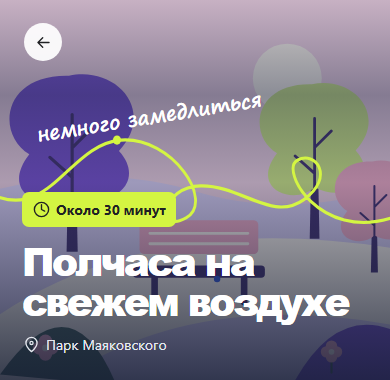 немного замедлиться
Около 30 минут
Полчаса на
свежем воздухе
Парк Маяковского